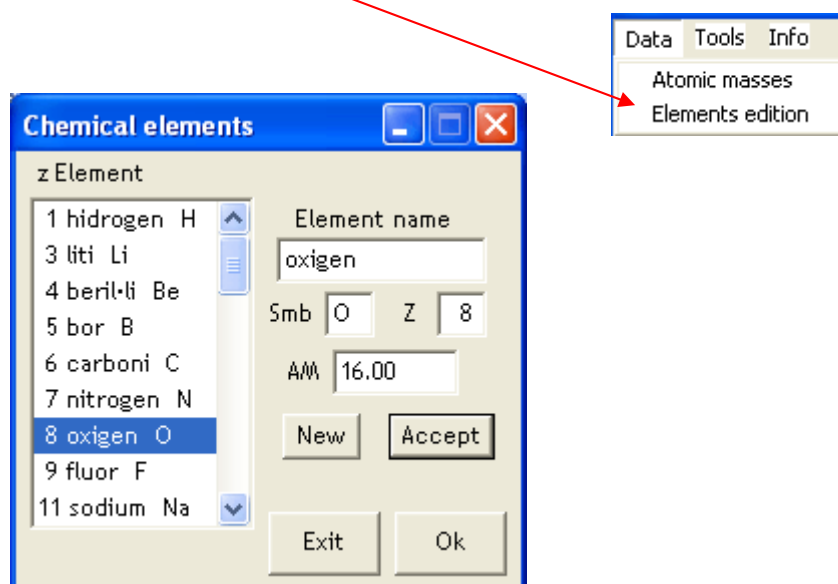 Data Tools Info
Atomic masses
Elements edition
Chemical elements
z Element
1 hidrogen H
3 liti Li
4 beril·li Be
5 bor B
6 carboni C
7 nitrogen N
8 oxigen O
9 fluor F
11 sodium Na
Element name
oxigen
Smb O Z 8
AM 16.00
New Accept
Exit Ok